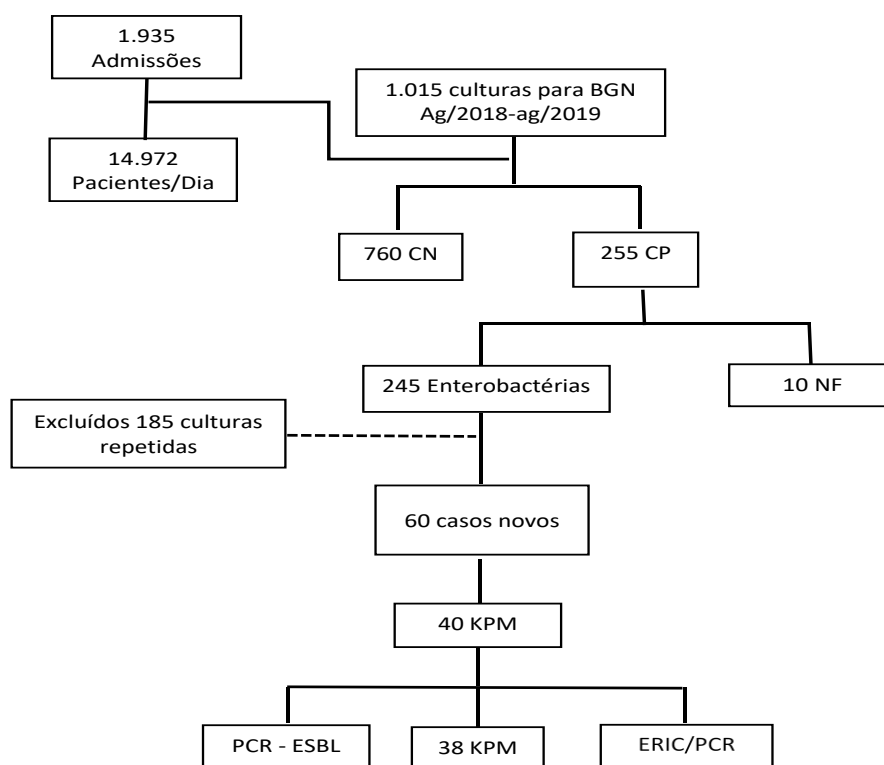 1.935
Admissões
1.015 culturas para BGN
Ag/2018-ag/2019
14.972
Pacientes/Dia
760 CN
255 CP
245 Enterobactérias
10 NF
Excluídos 185 culturas
repetidas
60 casos novos
40 KPM
PCR - ESBL
38 KPM
ERIC/PCR